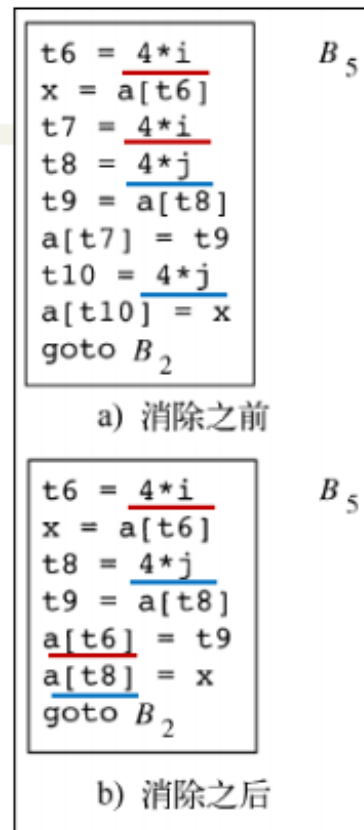 t6 = 4*i B5
x = a[t6]
t7 = 4*i
t8 = 4*j
t9 = a[t8]
a[t7] = t9
t10 = 4*j
a[t10] = x
goto B2
a) 消除之前
t6 = 4*i B5
x = a[t6]
t8 = 4*j
t9 = a[t8]
a[t6] = t9
a[t8] = x
goto B2
b) 消除之后